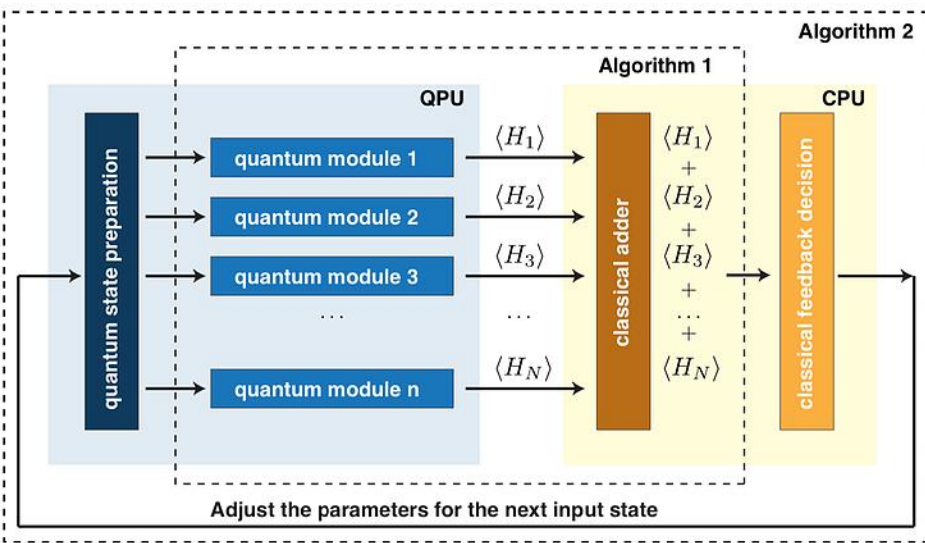 Algorithm 2
Algorithm 1
QPU
CPU
quantum state preparation
quantum module 1
quantum module 2
quantum module 3
...
quantum module n
⟨H₁⟩
⟨H₂⟩
⟨H₃⟩
...
⟨H_N⟩
classical adder
⟨H₁⟩
+
⟨H₂⟩
+
⟨H₃⟩
+
...
+
⟨H_N⟩
classical feedback decision
Adjust the parameters for the next input state